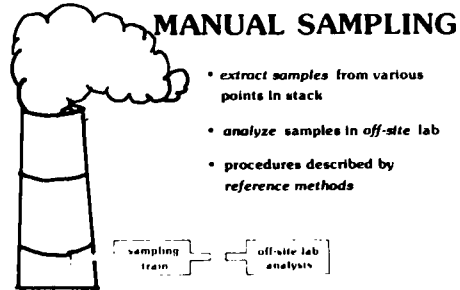 MANUAL SAMPLING
• extract samples from various
points in stack
• analyze samples in off-site lab
• procedures described by
reference methods
sampling
train
off-site lab
analysis